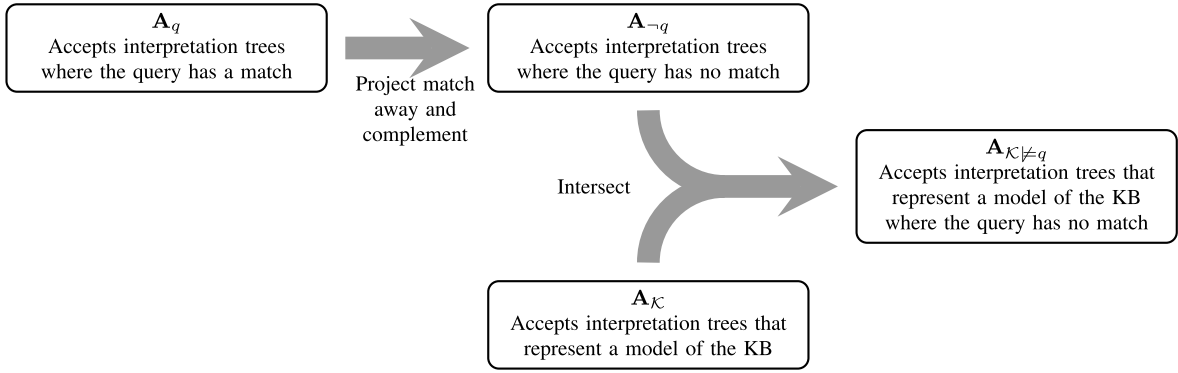 A_q
Accepts interpretation trees
where the query has a match
Project match
away and
complement
A_¬q
Accepts interpretation trees
where the query has no match
Intersect
A_𝒦
Accepts interpretation trees that
represent a model of the KB
A_𝒦⊭q
Accepts interpretation trees that
represent a model of the KB
where the query has no match